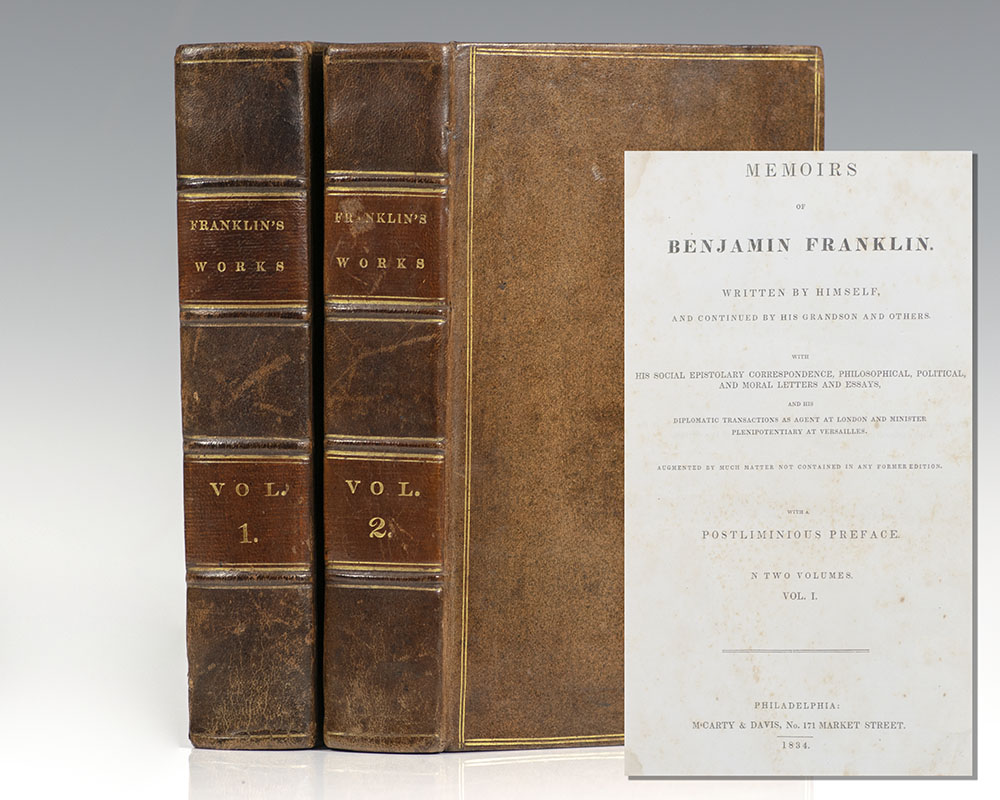 FRANKLIN'S
WORKS
VOL.
1.
FRANKLIN'S
WORKS
VOL.
2.
MEMOIRS
OF
BENJAMIN FRANKLIN.
WRITTEN BY HIMSELF,
AND CONTINUED BY HIS GRANDSON AND OTHERS.
WITH
HIS SOCIAL EPISTOLARY CORRESPONDENCE, PHILOSOPHICAL, POLITICAL,
AND MORAL LETTERS AND ESSAYS,
AND HIS
DIPLOMATIC TRANSACTIONS AS AGENT AT LONDON AND MINISTER
PLENIPOTENTIARY AT VERSAILLES.
AUGMENTED BY MUCH MATTER NOT CONTAINED IN ANY FORMER EDITION.
WITH A
POSTLIMINIOUS PREFACE.
N TWO VOLUMES.
VOL. I.
PHILADELPHIA:
McCARTY & DAVIS, No. 171 MARKET STREET.
1834.